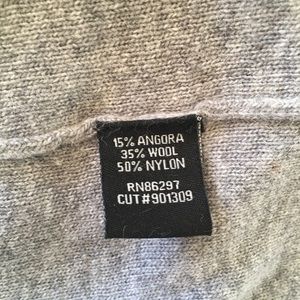 15% ANGORA
35% WOOL
50% NYLON
RN86297
CUT#901309